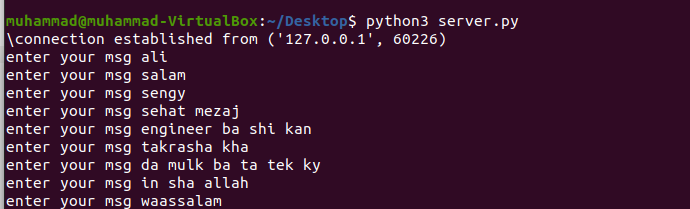 muhammad@muhammad-VirtualBox:~/Desktop$ python3 server.py
\connection established from ('127.0.0.1', 60226)
enter your msg ali
enter your msg salam
enter your msg sengy
enter your msg sehat mezaj
enter your msg engineer ba shi kan
enter your msg takrasha kha
enter your msg da mulk ba ta tek ky
enter your msg in sha allah
enter your msg waassalam